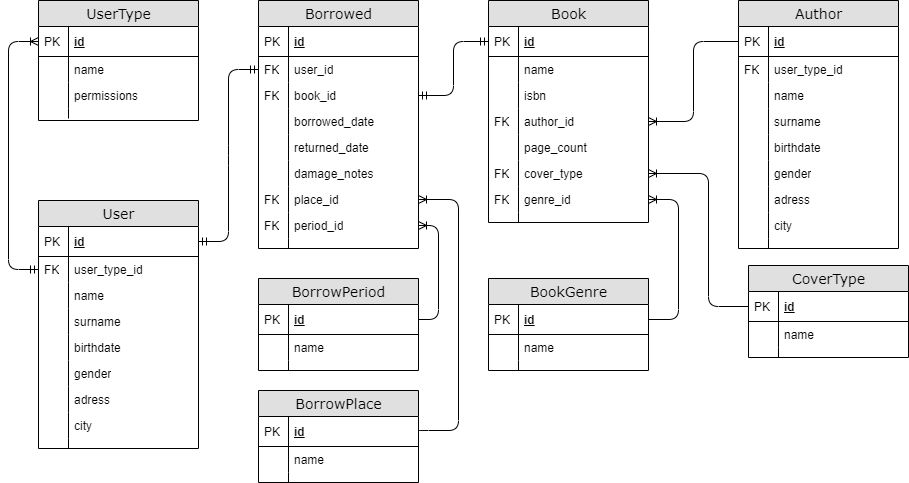 UserType
PK id
name
permissions
User
PK id
FK user_type_id
name
surname
birthdate
gender
adress
city
Borrowed
PK id
FK user_id
FK book_id
borrowed_date
returned_date
damage_notes
FK place_id
FK period_id
BorrowPeriod
PK id
name
BorrowPlace
PK id
name
Book
PK id
name
isbn
FK author_id
page_count
FK cover_type
FK genre_id
BookGenre
PK id
name
Author
PK id
FK user_type_id
name
surname
birthdate
gender
adress
city
CoverType
PK id
name